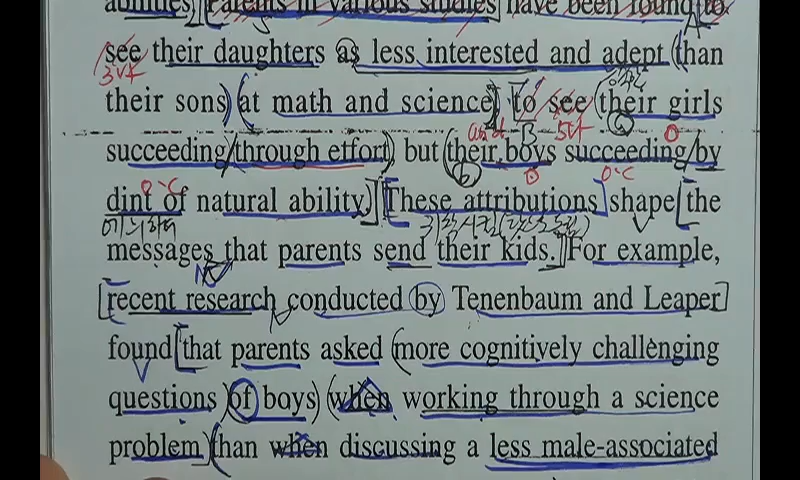 abilities. Parents in various studies have been found to
see their daughters as less interested and adept than
their sons at math and science, to see their girls
succeeding through effort, but their boys succeeding by
dint of natural ability. These attributions shape the
에 의하여
messages that parents send their kids. For example,
recent research conducted by Tenenbaum and Leaper
found that parents asked more cognitively challenging
questions of boys when working through a science
problem than when discussing a less male-associated